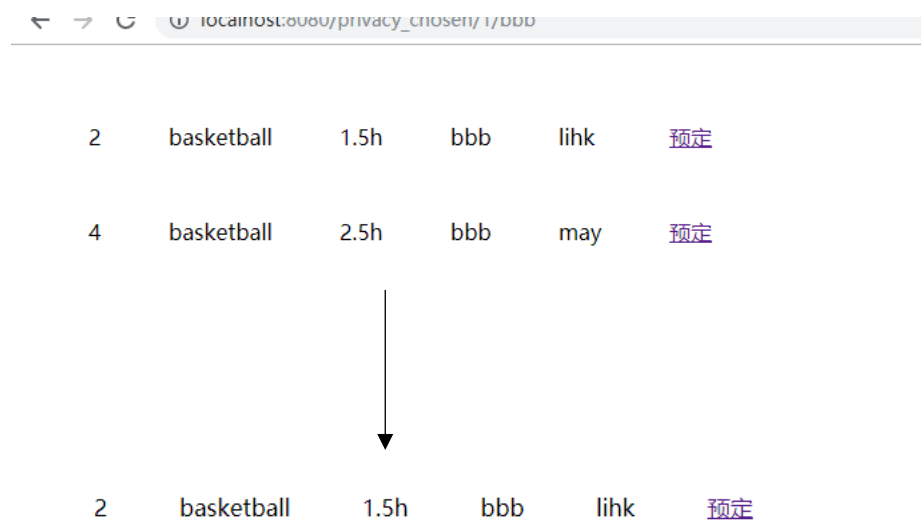 localhost:8080/privacy_chosen/1/bbb
2 basketball 1.5h bbb lihk 预定
4 basketball 2.5h bbb may 预定
2 basketball 1.5h bbb lihk 预定